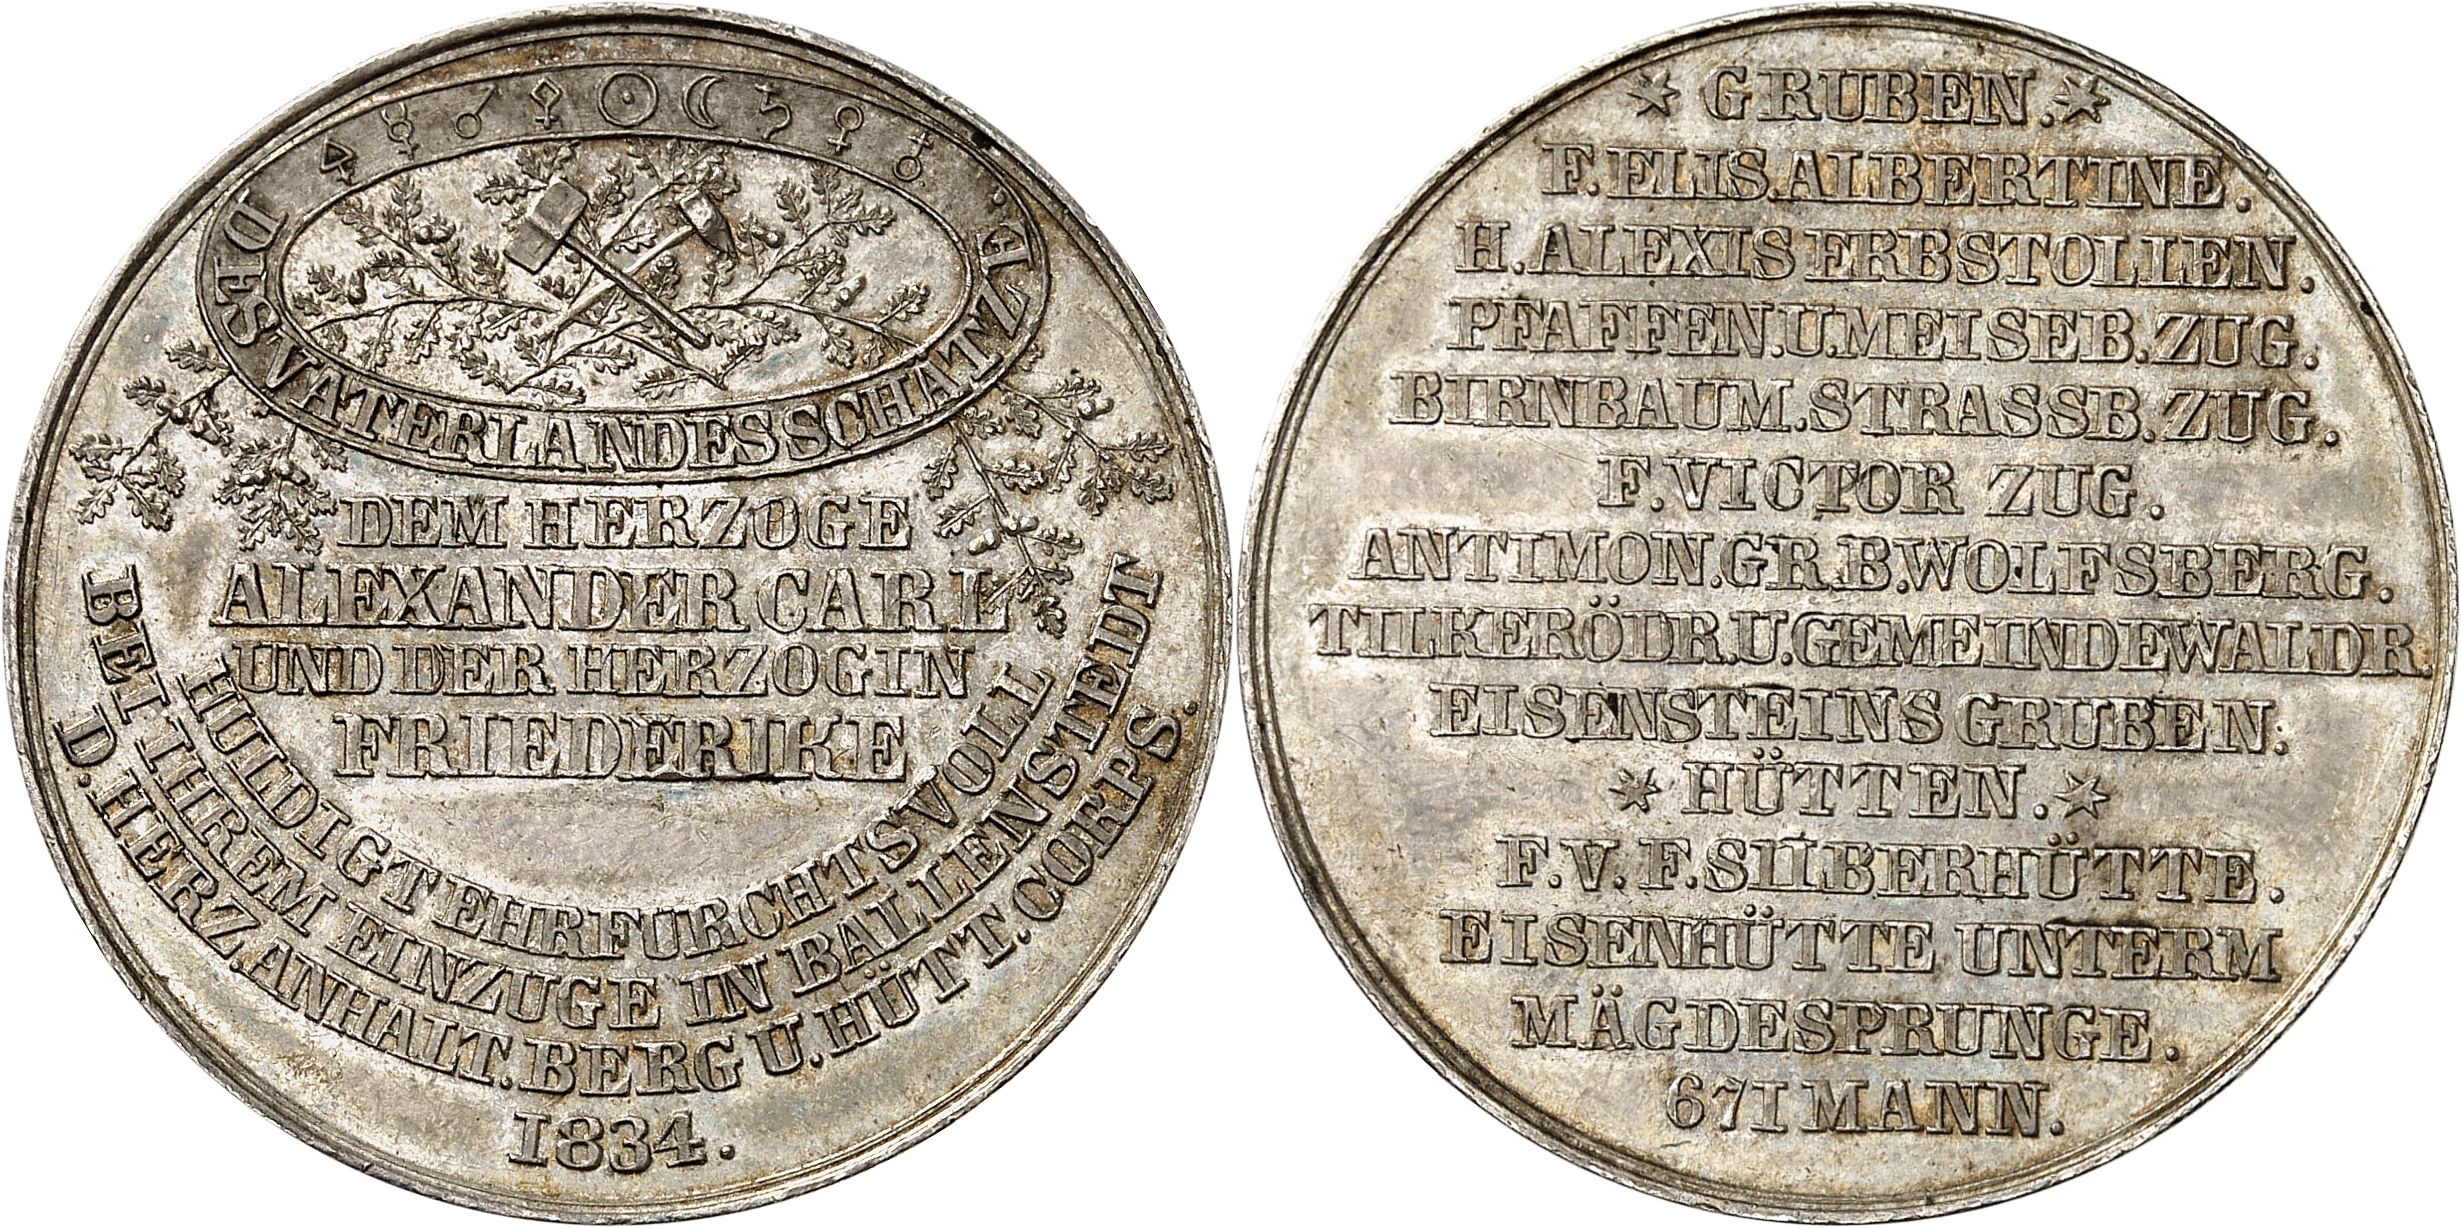 DES VATERLANDES SCHATZ. E.
DEM HERZOGE
ALEXANDER CARL
UND DER HERZOGIN
FRIEDERIKE
HULDIGT EHRFURCHTSVOLL
BEI IHREM EINZUGE IN BALLENSTEDT
D. HERZ. ANHALT. BERG U. HÜTT. CORPS.
1834.
GRUBEN.
F. ELIS. ALBERTINE.
H. ALEXIS ERBSTOLLEN.
PFAFFEN. U. MEISEB. ZUG.
BIRNBAUM. STRASSB. ZUG.
F. VICTOR ZUG.
ANTIMON. GR. B. WOLFSBERG.
TILKERÖDR. U. GEMEINDEWALDR.
EISENSTEINS GRUBEN.
HÜTTEN.
F. V. F. SILBERHÜTTE.
EISENHÜTTE UNTERM
MÄGDESPRUNGE.
671 MANN.